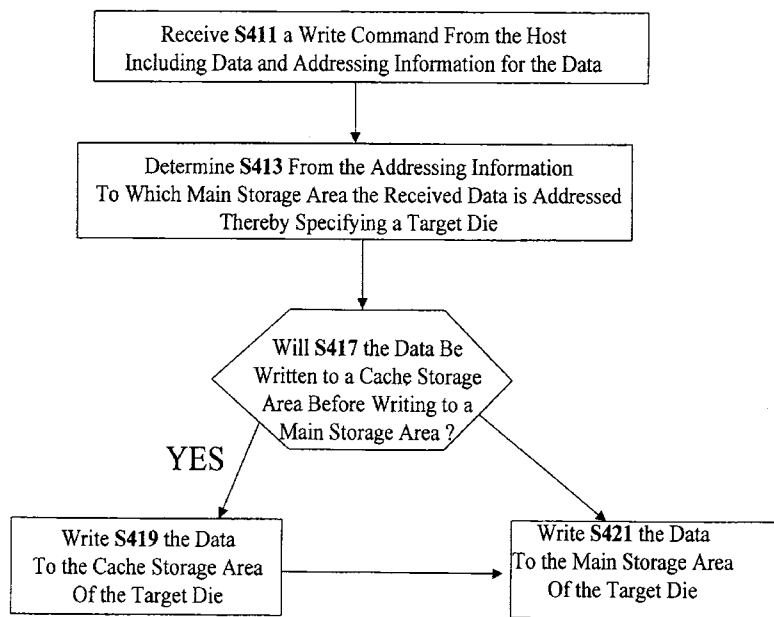 Receive S411 a Write Command From the Host
Including Data and Addressing Information for the Data
Determine S413 From the Addressing Information
To Which Main Storage Area the Received Data is Addressed
Thereby Specifying a Target Die
Will S417 the Data Be
Written to a Cache Storage
Area Before Writing to a
Main Storage Area ?
YES
Write S419 the Data
To the Cache Storage Area
Of the Target Die
Write S421 the Data
To the Main Storage Area
Of the Target Die